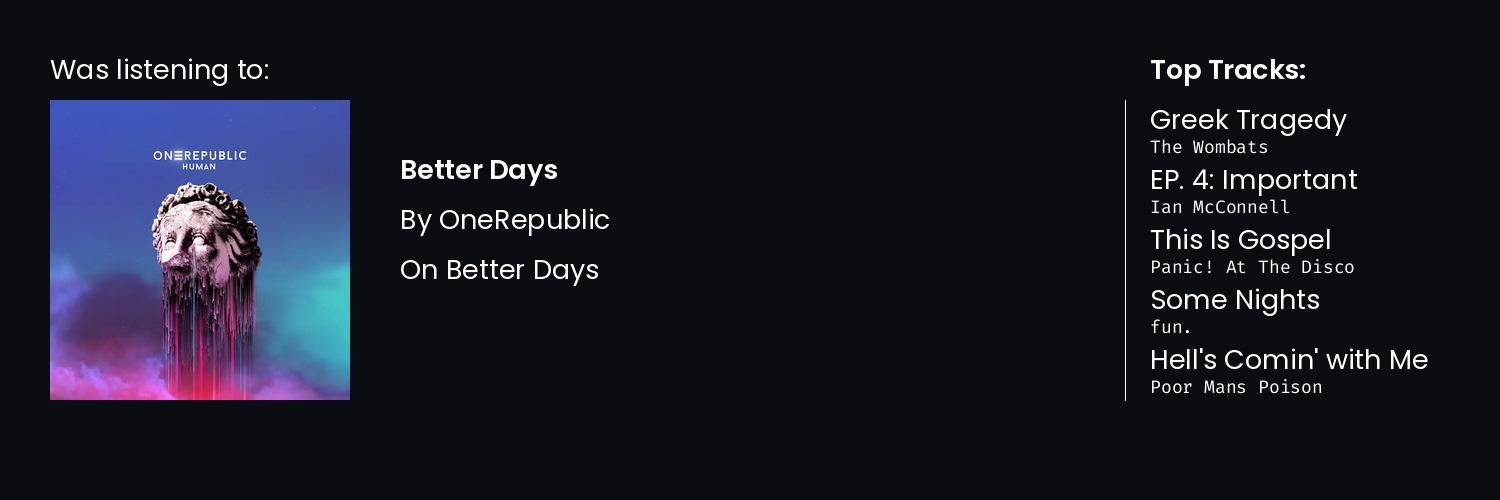 Was listening to:
ONEREPUBLIC
HUMAN
Better Days
By OneRepublic
On Better Days
Top Tracks:
Greek Tragedy
The Wombats
EP. 4: Important
Ian McConnell
This Is Gospel
Panic! At The Disco
Some Nights
fun.
Hell's Comin' with Me
Poor Mans Poison